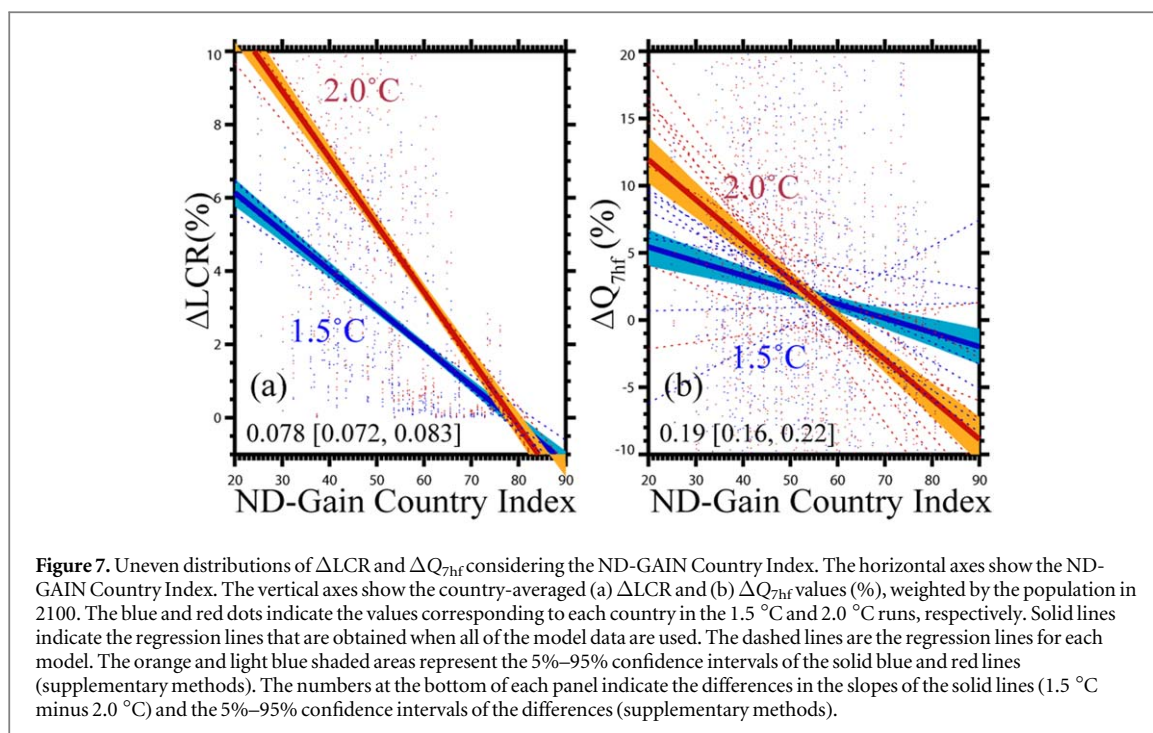 10
8
6
4
2
0
ΔLCR(%)
2.0°C
1.5°C
(a)
0.078 [0.072, 0.083]
20 30 40 50 60 70 80 90
ND-Gain Country Index
20
15
10
5
0
-5
-10
ΔQ7hf (%)
2.0°C
1.5°C
(b)
0.19 [0.16, 0.22]
20 30 40 50 60 70 80 90
ND-Gain Country Index
Figure 7. Uneven distributions of ΔLCR and ΔQ7hf considering the ND-GAIN Country Index. The horizontal axes show the ND-
GAIN Country Index. The vertical axes show the country-averaged (a) ΔLCR and (b) ΔQ7hf values (%), weighted by the population in
2100. The blue and red dots indicate the values corresponding to each country in the 1.5 °C and 2.0 °C runs, respectively. Solid lines
indicate the regression lines that are obtained when all of the model data are used. The dashed lines are the regression lines for each
model. The orange and light blue shaded areas represent the 5%–95% confidence intervals of the solid blue and red lines
(supplementary methods). The numbers at the bottom of each panel indicate the differences in the slopes of the solid lines (1.5 °C
minus 2.0 °C) and the 5%–95% confidence intervals of the differences (supplementary methods).